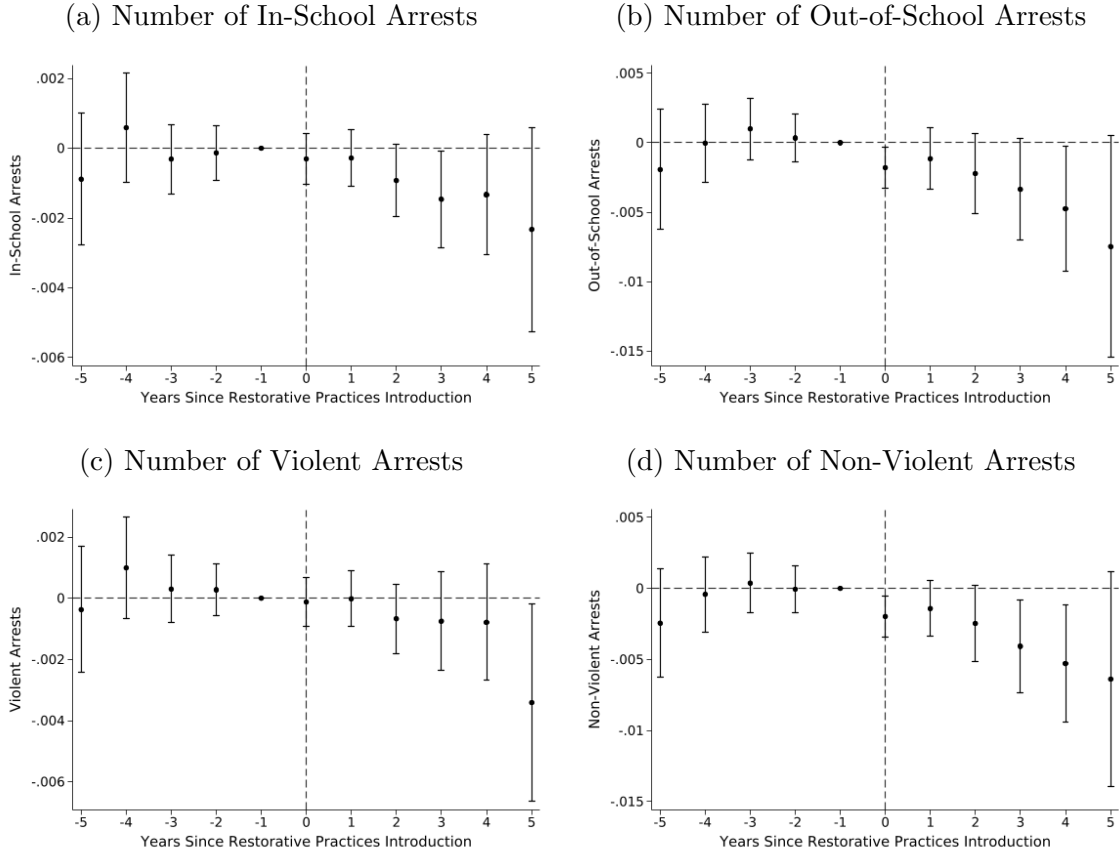 (a) Number of In-School Arrests
(b) Number of Out-of-School Arrests
.002
0
-.002
-.004
-.006
In-School Arrests
-5 -4 -3 -2 -1 0 1 2 3 4 5
Years Since Restorative Practices Introduction
.005
0
-.005
-.01
-.015
Out-of-School Arrests
-5 -4 -3 -2 -1 0 1 2 3 4 5
Years Since Restorative Practices Introduction
(c) Number of Violent Arrests
(d) Number of Non-Violent Arrests
.002
0
-.002
-.004
-.006
Violent Arrests
-5 -4 -3 -2 -1 0 1 2 3 4 5
Years Since Restorative Practices Introduction
.005
0
-.005
-.01
-.015
Non-Violent Arrests
-5 -4 -3 -2 -1 0 1 2 3 4 5
Years Since Restorative Practices Introduction